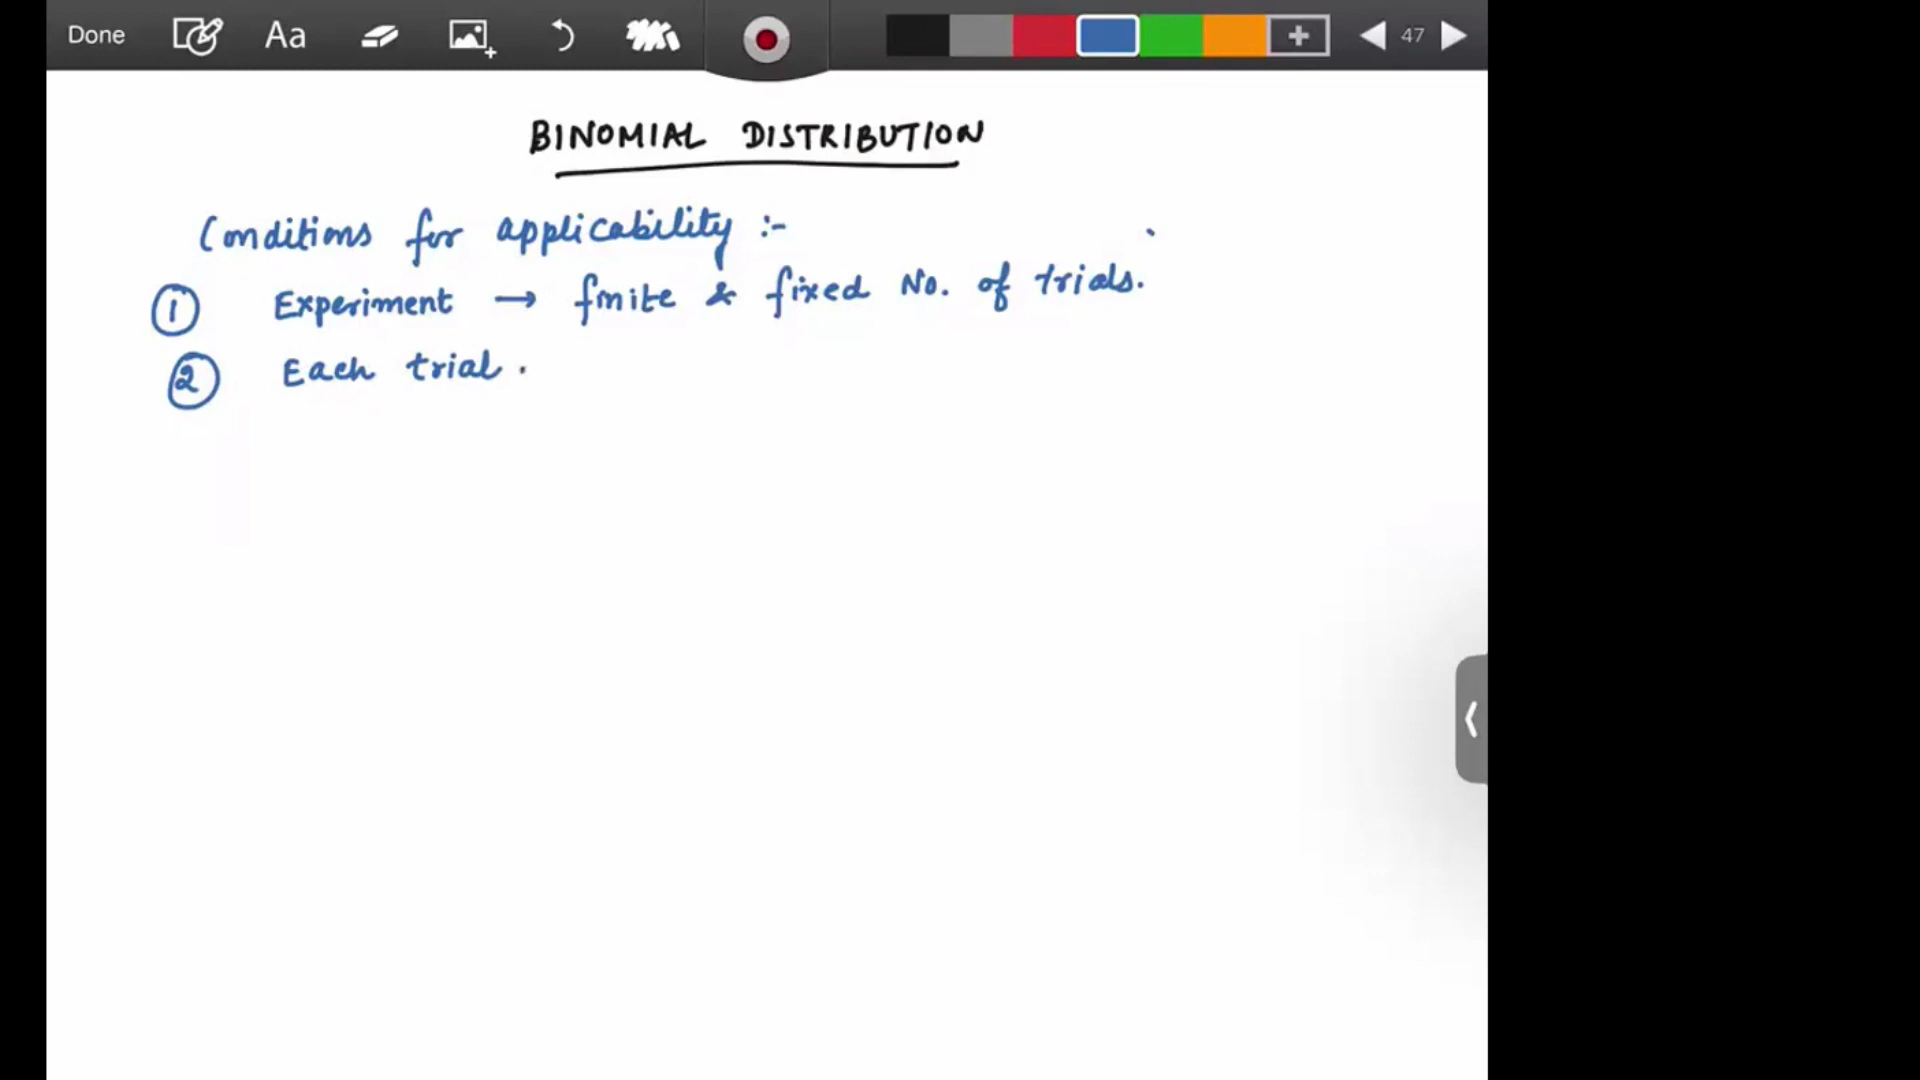 Done Aa 47
BINOMIAL DISTRIBUTION
Conditions for applicability :-
① Experiment → finite & fixed No. of trials.
② Each trial .